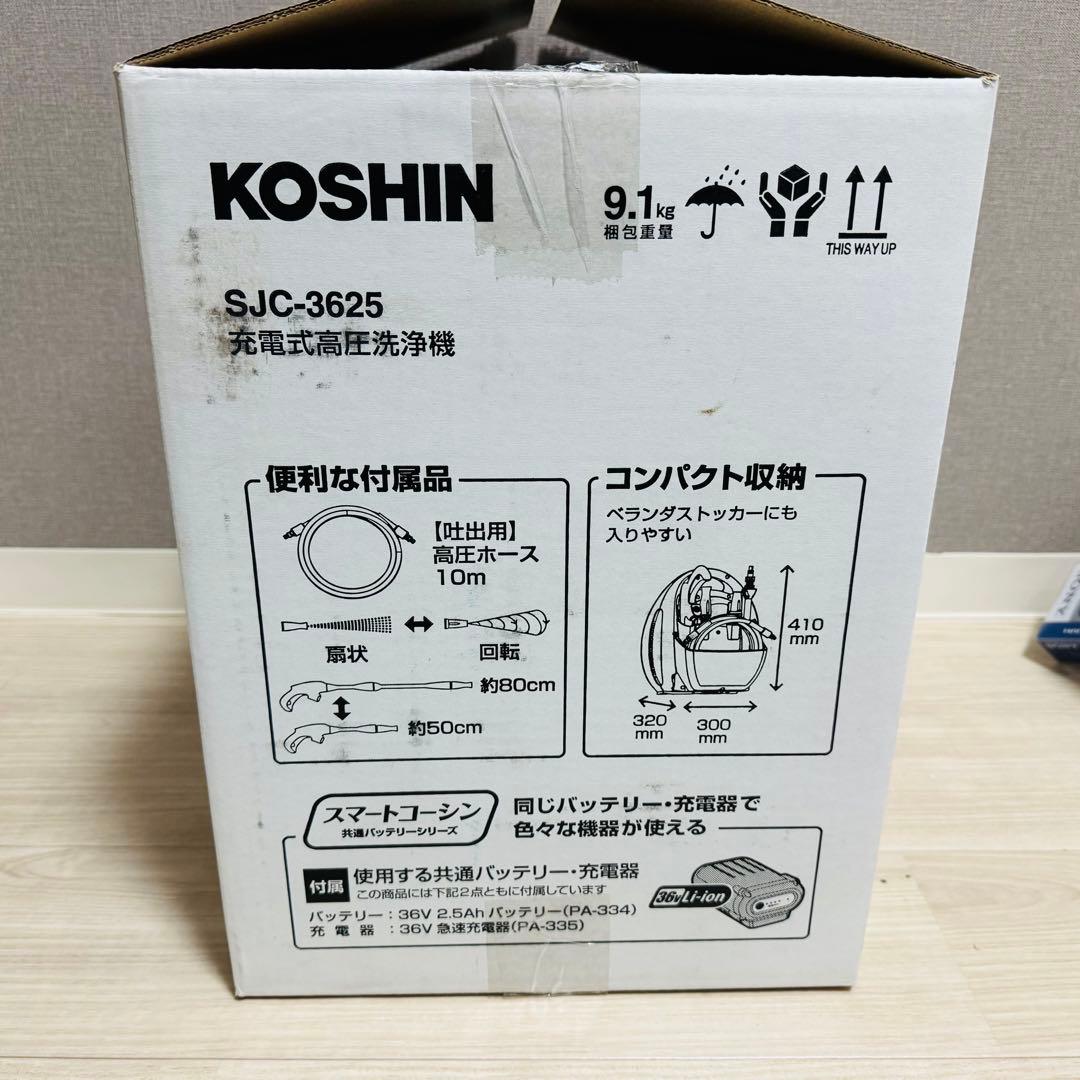 KOSHIN
9.1kg
梱包重量
THIS WAY UP
SJC-3625
充電式高圧洗浄機
便利な付属品
【吐出用】
高圧ホース
10m
扇状
回転
約80cm
約50cm
コンパクト収納
ベランダストッカーにも
入りやすい
410
mm
320
mm
300
mm
スマートコーシン
共通バッテリーシリーズ
同じバッテリー・充電器で
色々な機器が使える
付属
使用する共通バッテリー・充電器
この商品には下記2点ともに付属しています
バッテリー：36V 2.5Ah バッテリー(PA-334)
充電器：36V 急速充電器(PA-335)
36V Li-ion